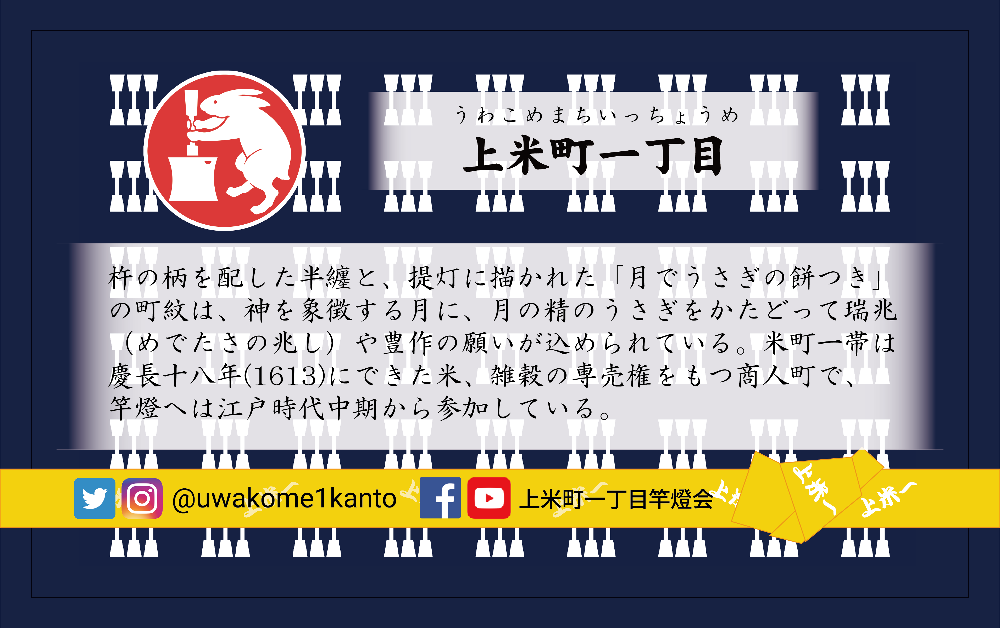 うわこめまちいっちょうめ
上米町一丁目
杵の柄を配した半纏と、提灯に描かれた「月でうさぎの餅つき」
の町紋は、神を象徴する月に、月の精のうさぎをかたどって瑞兆
（めでたさの兆し）や豊作の願いが込められている。米町一帯は
慶長十八年(1613)にできた米、雑穀の専売権をもつ商人町で、
竿燈へは江戸時代中期から参加している。
@uwakome1kanto
上米町一丁目竿燈会
上米一
上米一
上米一
上米一